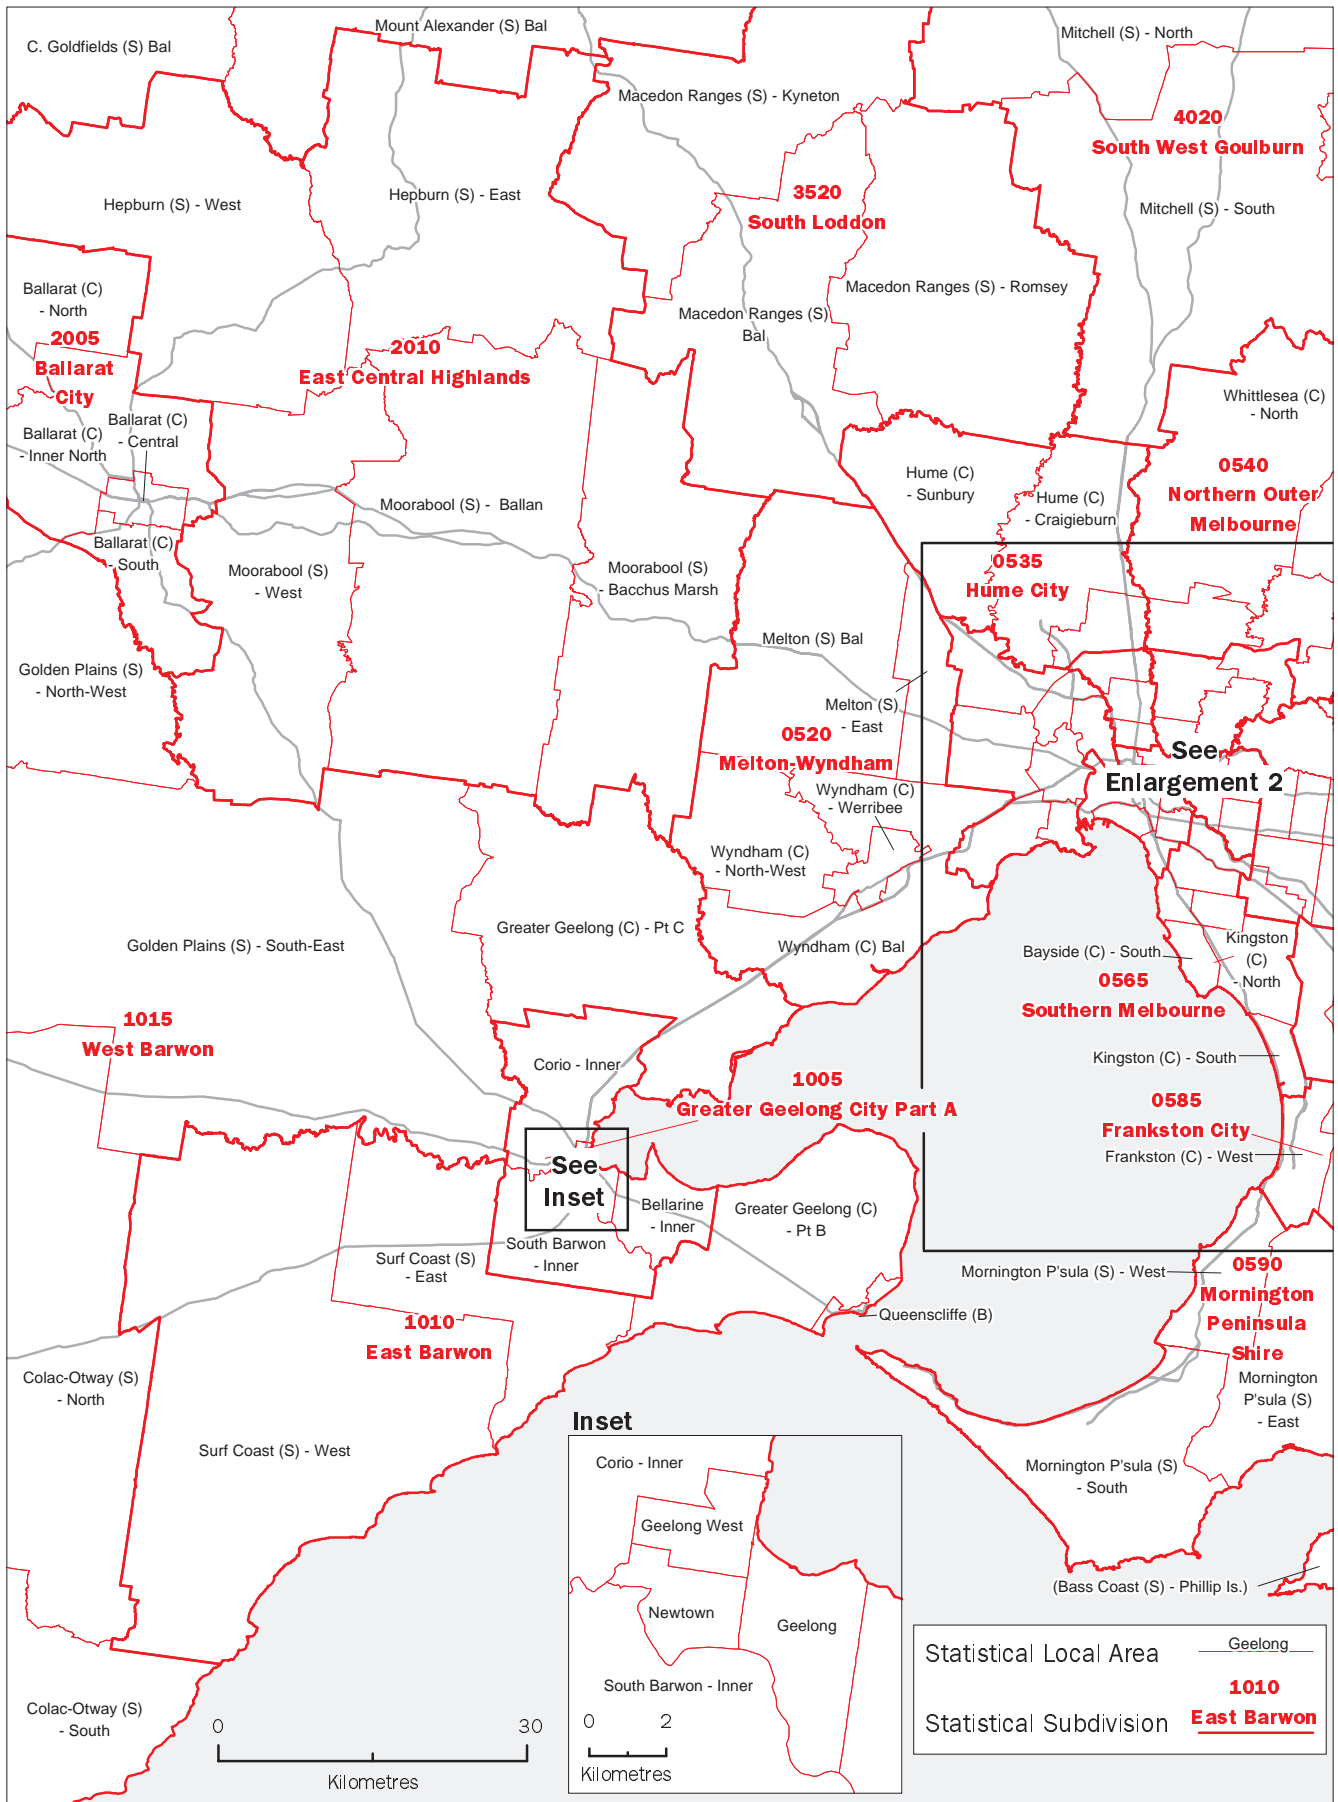 C. Goldfields (S) Bal
Mount Alexander (S) Bal
Mitchell (S) - North
Macedon Ranges (S) - Kyneton
4020
South West Goulburn
Hepburn (S) - West
Hepburn (S) - East
3520
South Loddon
Mitchell (S) - South
Ballarat (C)
- North
Macedon Ranges (S) - Romsey
Macedon Ranges (S)
Bal
2005
Ballarat
City
2010
East Central Highlands
Whittlesea (C)
- North
Ballarat (C)
- Central
Ballarat (C)
- Inner North
Hume (C)
- Sunbury
0540
Northern Outer
Melbourne
Hume (C)
- Craigieburn
Moorabool (S) - Ballan
Ballarat (C)
- South
Moorabool (S)
- West
Moorabool (S)
- Bacchus Marsh
0535
Hume City
Melton (S) Bal
Golden Plains (S)
- North-West
Melton (S)
- East
0520
Melton-Wyndham
See
Enlargement 2
Wyndham (C)
- Werribee
Wyndham (C)
- North-West
Greater Geelong (C) - Pt C
Golden Plains (S) - South-East
Wyndham (C) Bal
Bayside (C) - South
Kingston
(C)
- North
0565
Southern Melbourne
1015
West Barwon
Corio - Inner
Kingston (C) - South
1005
Greater Geelong City Part A
0585
Frankston City
Frankston (C) - West
See
Inset
Bellarine
- Inner
Greater Geelong (C)
- Pt B
South Barwon
- Inner
Surf Coast (S)
- East
Mornington P'sula (S) - West
0590
Mornington
Peninsula
Shire
Queenscliffe (B)
1010
East Barwon
Colac-Otway (S)
- North
Mornington
P'sula (S)
- East
Surf Coast (S) - West
Mornington P'sula (S)
- South
Inset
Corio - Inner
Geelong West
Newtown
Geelong
South Barwon - Inner
0 2
Kilometres
(Bass Coast (S) - Phillip Is.)
Colac-Otway (S)
- South
0 30
Kilometres
Statistical Local Area
Geelong
Statistical Subdivision
1010
East Barwon